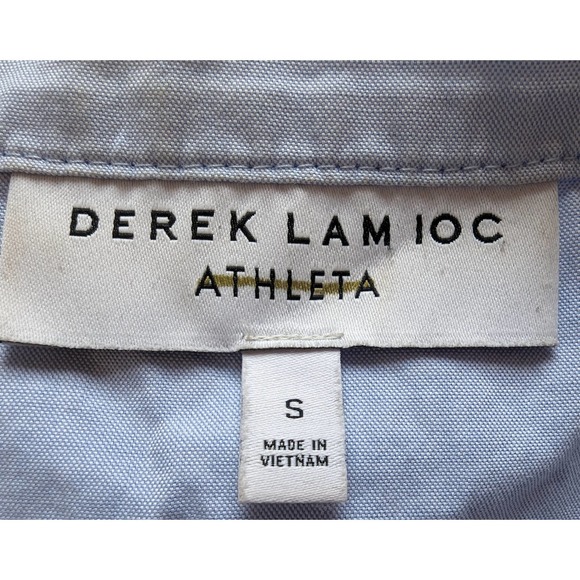 DEREK LAM 10C
ATHLETA
S
MADE IN
VIETNAM